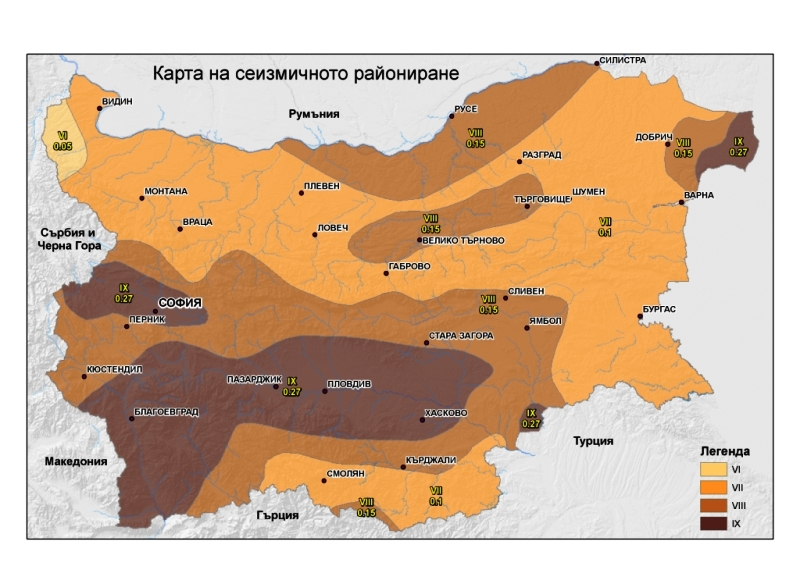 Карта на сеизмичното райониране
СИЛИСТРА
ВИДИН
Румъния
РУСЕ
VI
0.05
VIII
0.15
ДОБРИЧ
VIII
0.15
IX
0.27
РАЗГРАД
МОНТАНА
ПЛЕВЕН
ТЪРГОВИЩЕ
ШУМЕН
ВАРНА
ВРАЦА
ЛОВЕЧ
VIII
0.15
VII
0.1
Сърбия и
Черна Гора
ВЕЛИКО ТЪРНОВО
ГАБРОВО
IX
0.27
СОФИЯ
VIII
0.15
СЛИВЕН
БУРГАС
ПЕРНИК
ЯМБОЛ
СТАРА ЗАГОРА
КЮСТЕНДИЛ
ПАЗАРДЖИК
IX
0.27
ПЛОВДИВ
БЛАГОЕВГРАД
ХАСКОВО
IX
0.27
Турция
Македония
КЪРДЖАЛИ
СМОЛЯН
VII
0.1
VIII
0.15
Гърция
Легенда
VI
VII
VIII
IX